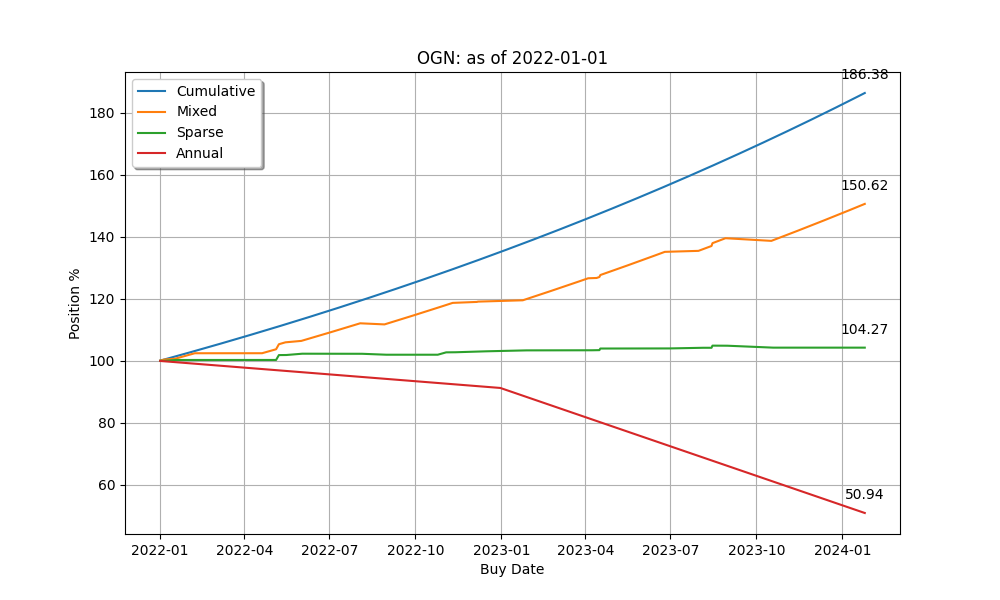 OGN: as of 2022-01-01
Cumulative
Mixed
Sparse
Annual
186.38
150.62
104.27
50.94
Position %
180
160
140
120
100
80
60
2022-01 2022-04 2022-07 2022-10 2023-01 2023-04 2023-07 2023-10 2024-01
Buy Date